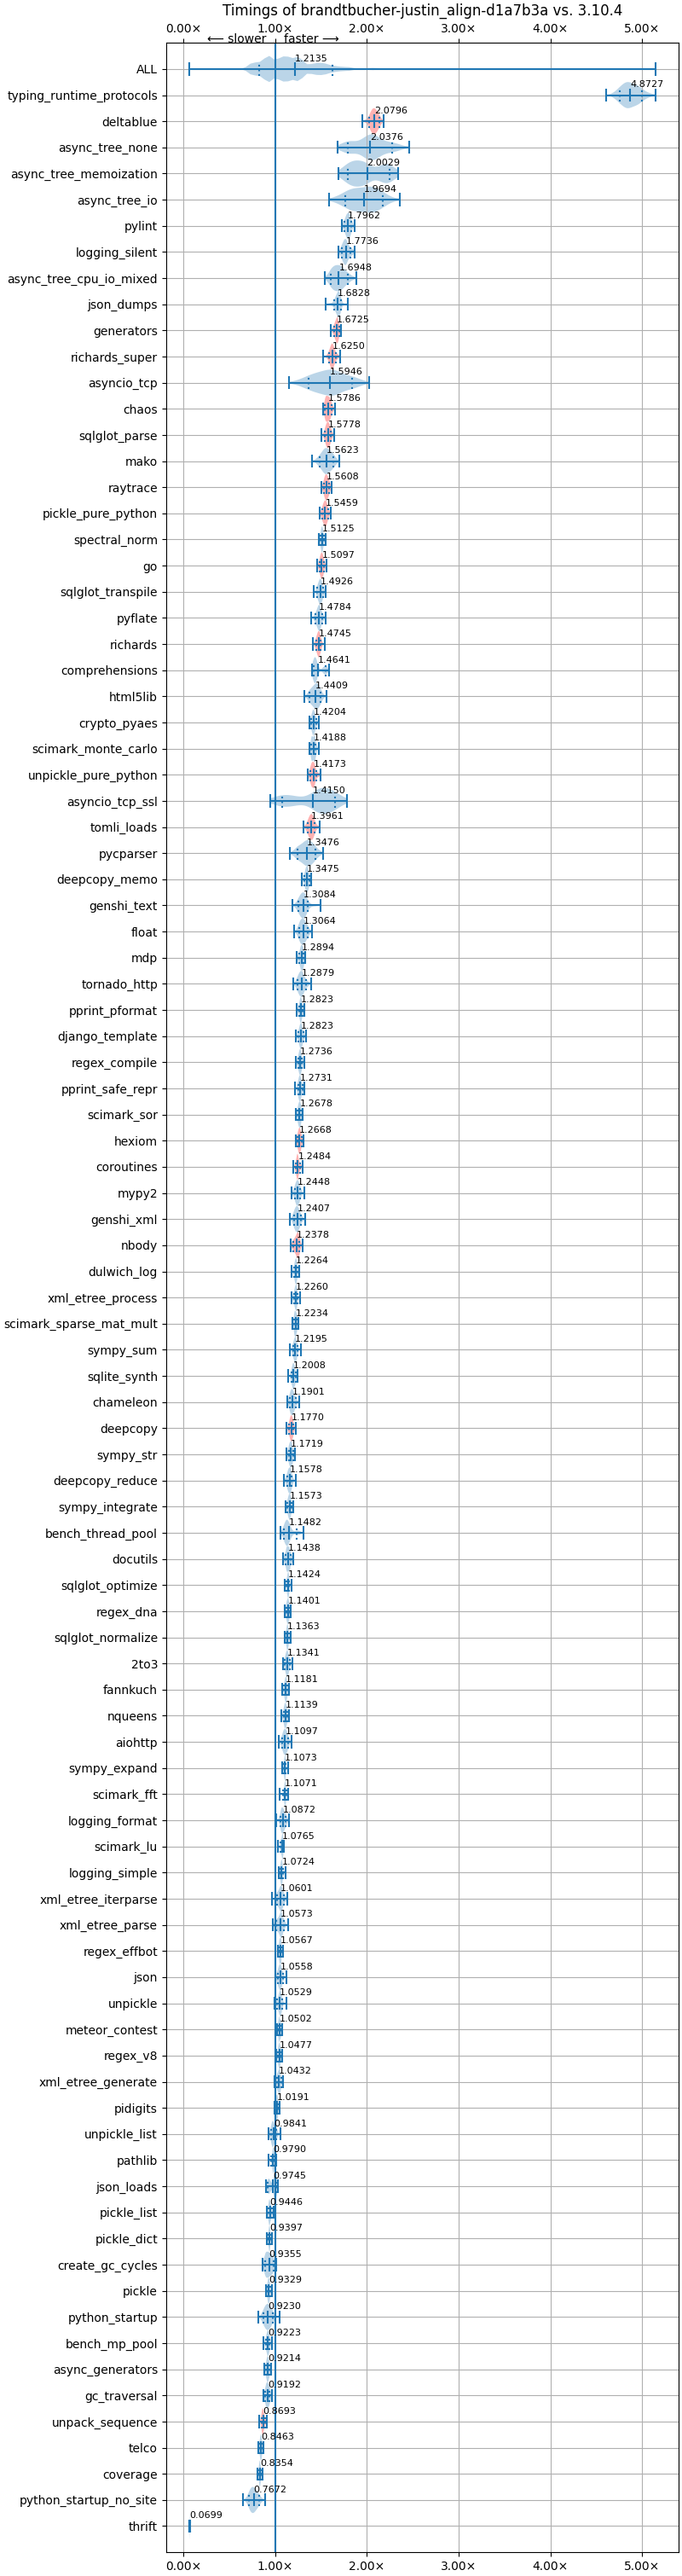 Timings of brandtbucher-justin_align-d1a7b3a vs. 3.10.4
0.00× 1.00× 2.00× 3.00× 4.00× 5.00×
⟵ slower faster ⟶
ALL 1.2135
typing_runtime_protocols 4.8727
deltablue 2.0796
async_tree_none 2.0376
async_tree_memoization 2.0029
async_tree_io 1.9694
pylint 1.7962
logging_silent 1.7736
async_tree_cpu_io_mixed 1.6948
json_dumps 1.6828
generators 1.6725
richards_super 1.6250
asyncio_tcp 1.5946
chaos 1.5786
sqlglot_parse 1.5778
mako 1.5623
raytrace 1.5608
pickle_pure_python 1.5459
spectral_norm 1.5125
go 1.5097
sqlglot_transpile 1.4926
pyflate 1.4784
richards 1.4745
comprehensions 1.4641
html5lib 1.4409
crypto_pyaes 1.4204
scimark_monte_carlo 1.4188
unpickle_pure_python 1.4173
asyncio_tcp_ssl 1.4150
tomli_loads 1.3961
pycparser 1.3476
deepcopy_memo 1.3475
genshi_text 1.3084
float 1.3064
mdp 1.2894
tornado_http 1.2879
pprint_pformat 1.2823
django_template 1.2823
regex_compile 1.2736
pprint_safe_repr 1.2731
scimark_sor 1.2678
hexiom 1.2668
coroutines 1.2484
mypy2 1.2448
genshi_xml 1.2407
nbody 1.2378
dulwich_log 1.2264
xml_etree_process 1.2260
scimark_sparse_mat_mult 1.2234
sympy_sum 1.2195
sqlite_synth 1.2008
chameleon 1.1901
deepcopy 1.1770
sympy_str 1.1719
deepcopy_reduce 1.1578
sympy_integrate 1.1573
bench_thread_pool 1.1482
docutils 1.1438
sqlglot_optimize 1.1424
regex_dna 1.1401
sqlglot_normalize 1.1363
2to3 1.1341
fannkuch 1.1181
nqueens 1.1139
aiohttp 1.1097
sympy_expand 1.1073
scimark_fft 1.1071
logging_format 1.0872
scimark_lu 1.0765
logging_simple 1.0724
xml_etree_iterparse 1.0601
xml_etree_parse 1.0573
regex_effbot 1.0567
json 1.0558
unpickle 1.0529
meteor_contest 1.0502
regex_v8 1.0477
xml_etree_generate 1.0432
pidigits 1.0191
unpickle_list 0.9841
pathlib 0.9790
json_loads 0.9745
pickle_list 0.9446
pickle_dict 0.9397
create_gc_cycles 0.9355
pickle 0.9329
python_startup 0.9230
bench_mp_pool 0.9223
async_generators 0.9214
gc_traversal 0.9192
unpack_sequence 0.8693
telco 0.8463
coverage 0.8354
python_startup_no_site 0.7672
thrift 0.0699
0.00× 1.00× 2.00× 3.00× 4.00× 5.00×